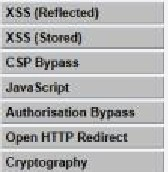 XSS (Reflected)
XSS (Stored)
CSP Bypass
JavaScript
Authorisation Bypass
Open HTTP Redirect
Cryptography